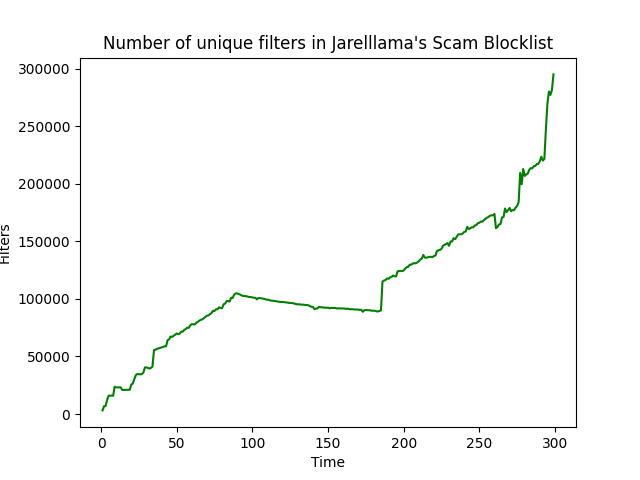 Number of unique filters in Jarelllama's Scam Blocklist
300000
250000
200000
150000
100000
50000
0
Filters
0 50 100 150 200 250 300
Time